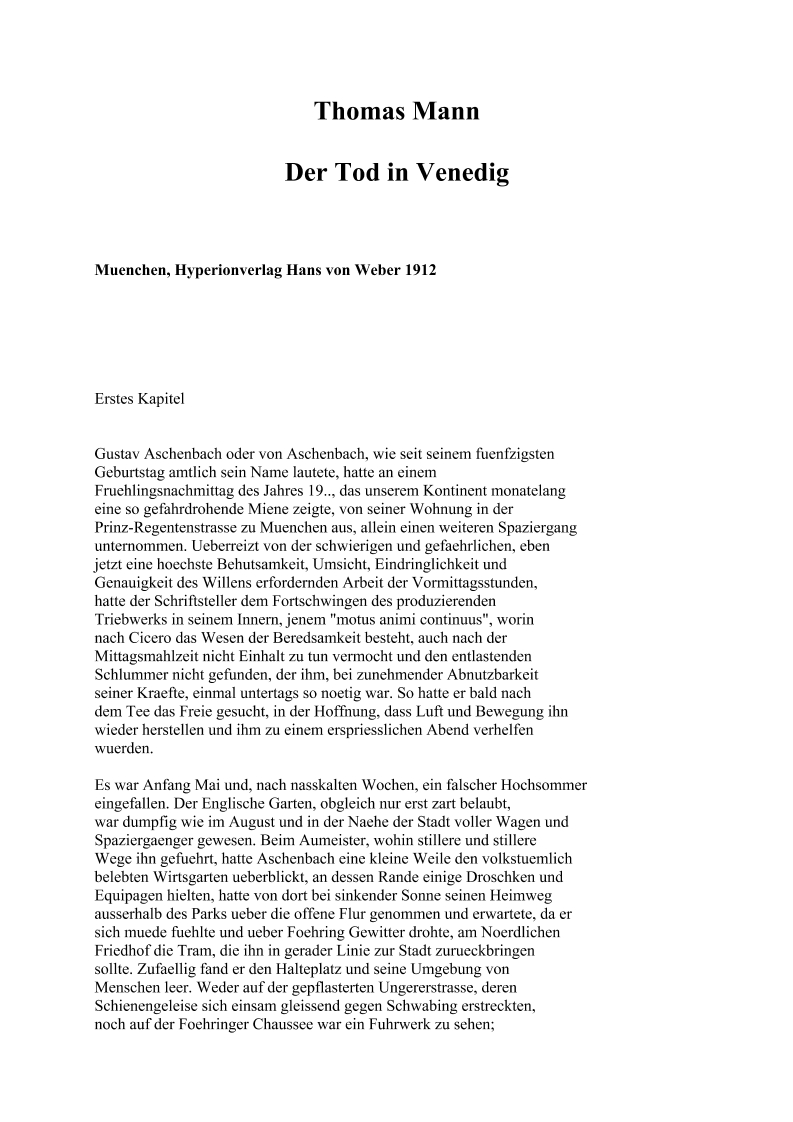 Thomas Mann
Der Tod in Venedig
Muenchen, Hyperionverlag Hans von Weber 1912
Erstes Kapitel
Gustav Aschenbach oder von Aschenbach, wie seit seinem fuenfzigsten
Geburtstag amtlich sein Name lautete, hatte an einem
Fruehlingsnachmittag des Jahres 19.., das unserem Kontinent monatelang
eine so gefahrdrohende Miene zeigte, von seiner Wohnung in der
Prinz-Regentenstrasse zu Muenchen aus, allein einen weiteren Spaziergang
unternommen. Ueberreizt von der schwierigen und gefaehrlichen, eben
jetzt eine hoechste Behutsamkeit, Umsicht, Eindringlichkeit und
Genauigkeit des Willens erfordernden Arbeit der Vormittagsstunden,
hatte der Schriftsteller dem Fortschwingen des produzierenden
Triebwerks in seinem Innern, jenem "motus animi continuus", worin
nach Cicero das Wesen der Beredsamkeit besteht, auch nach der
Mittagsmahlzeit nicht Einhalt zu tun vermocht und den entlastenden
Schlummer nicht gefunden, der ihm, bei zunehmender Abnutzbarkeit
seiner Kraefte, einmal untertags so noetig war. So hatte er bald nach
dem Tee das Freie gesucht, in der Hoffnung, dass Luft und Bewegung ihn
wieder herstellen und ihm zu einem erspriesslichen Abend verhelfen
wuerden.
Es war Anfang Mai und, nach nasskalten Wochen, ein falscher Hochsommer
eingefallen. Der Englische Garten, obgleich nur erst zart belaubt,
war dumpfig wie im August und in der Naehe der Stadt voller Wagen und
Spaziergaenger gewesen. Beim Aumeister, wohin stillere und stillere
Wege ihn gefuehrt, hatte Aschenbach eine kleine Weile den volkstuemlich
belebten Wirtsgarten ueberblickt, an dessen Rande einige Droschken und
Equipagen hielten, hatte von dort bei sinkender Sonne seinen Heimweg
ausserhalb des Parks ueber die offene Flur genommen und erwartete, da er
sich muede fuehlte und ueber Foehring Gewitter drohte, am Noerdlichen
Friedhof die Tram, die ihn in gerader Linie zur Stadt zurueckbringen
sollte. Zufaellig fand er den Halteplatz und seine Umgebung von
Menschen leer. Weder auf der gepflasterten Ungererstrasse, deren
Schienengeleise sich einsam gleissend gegen Schwabing erstreckten,
noch auf der Foehringer Chaussee war ein Fuhrwerk zu sehen;